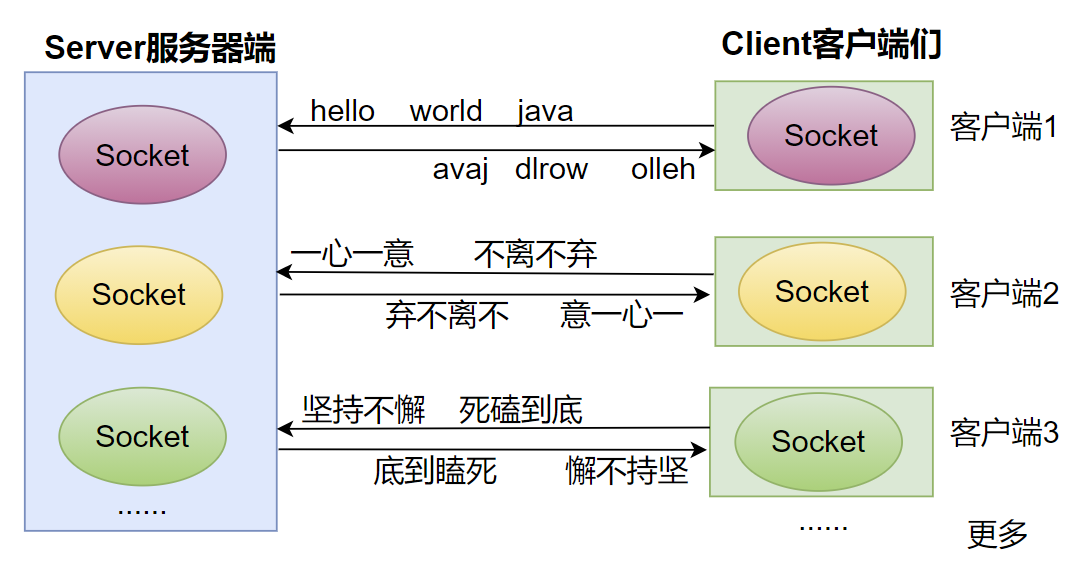 Server服务器端
Client客户端们
hello world java
Socket
Socket
客户端1
avaj dlrow olleh
一心一意 不离不弃
Socket
Socket
客户端2
弃不离不 意一心一
坚持不懈 死磕到底
Socket
Socket
客户端3
底到瞌死 懈不持坚
......
......
更多